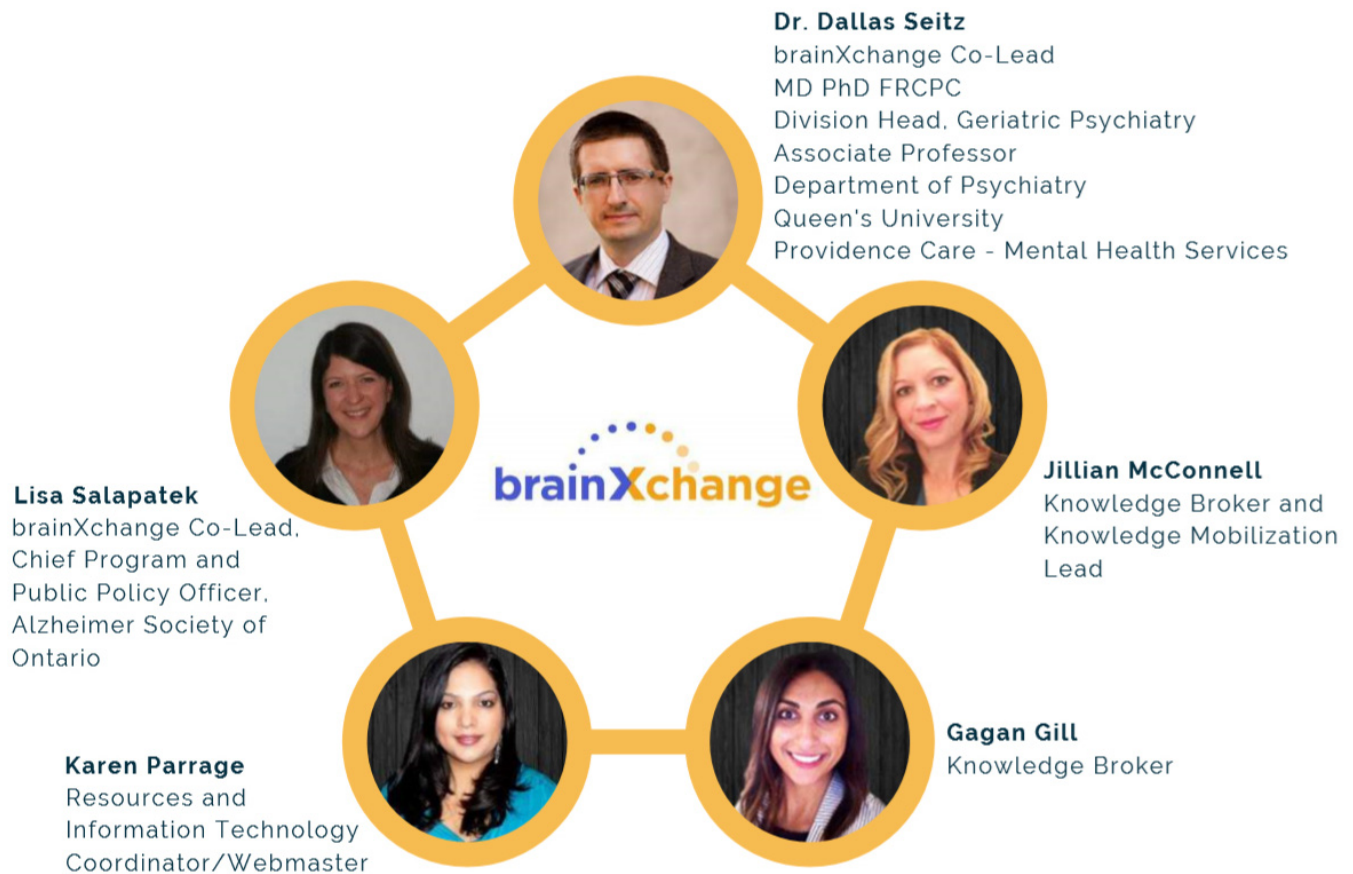 Dr. Dallas Seitz
brainXchange Co-Lead
MD PhD FRCPC
Division Head, Geriatric Psychiatry
Associate Professor
Department of Psychiatry
Queen's University
Providence Care - Mental Health Services
brainXchange
Jillian McConnell
Knowledge Broker and
Knowledge Mobilization
Lead
Lisa Salapatek
brainXchange Co-Lead,
Chief Program and
Public Policy Officer,
Alzheimer Society of
Ontario
Gagan Gill
Knowledge Broker
Karen Parrage
Resources and
Information Technology
Coordinator/Webmaster